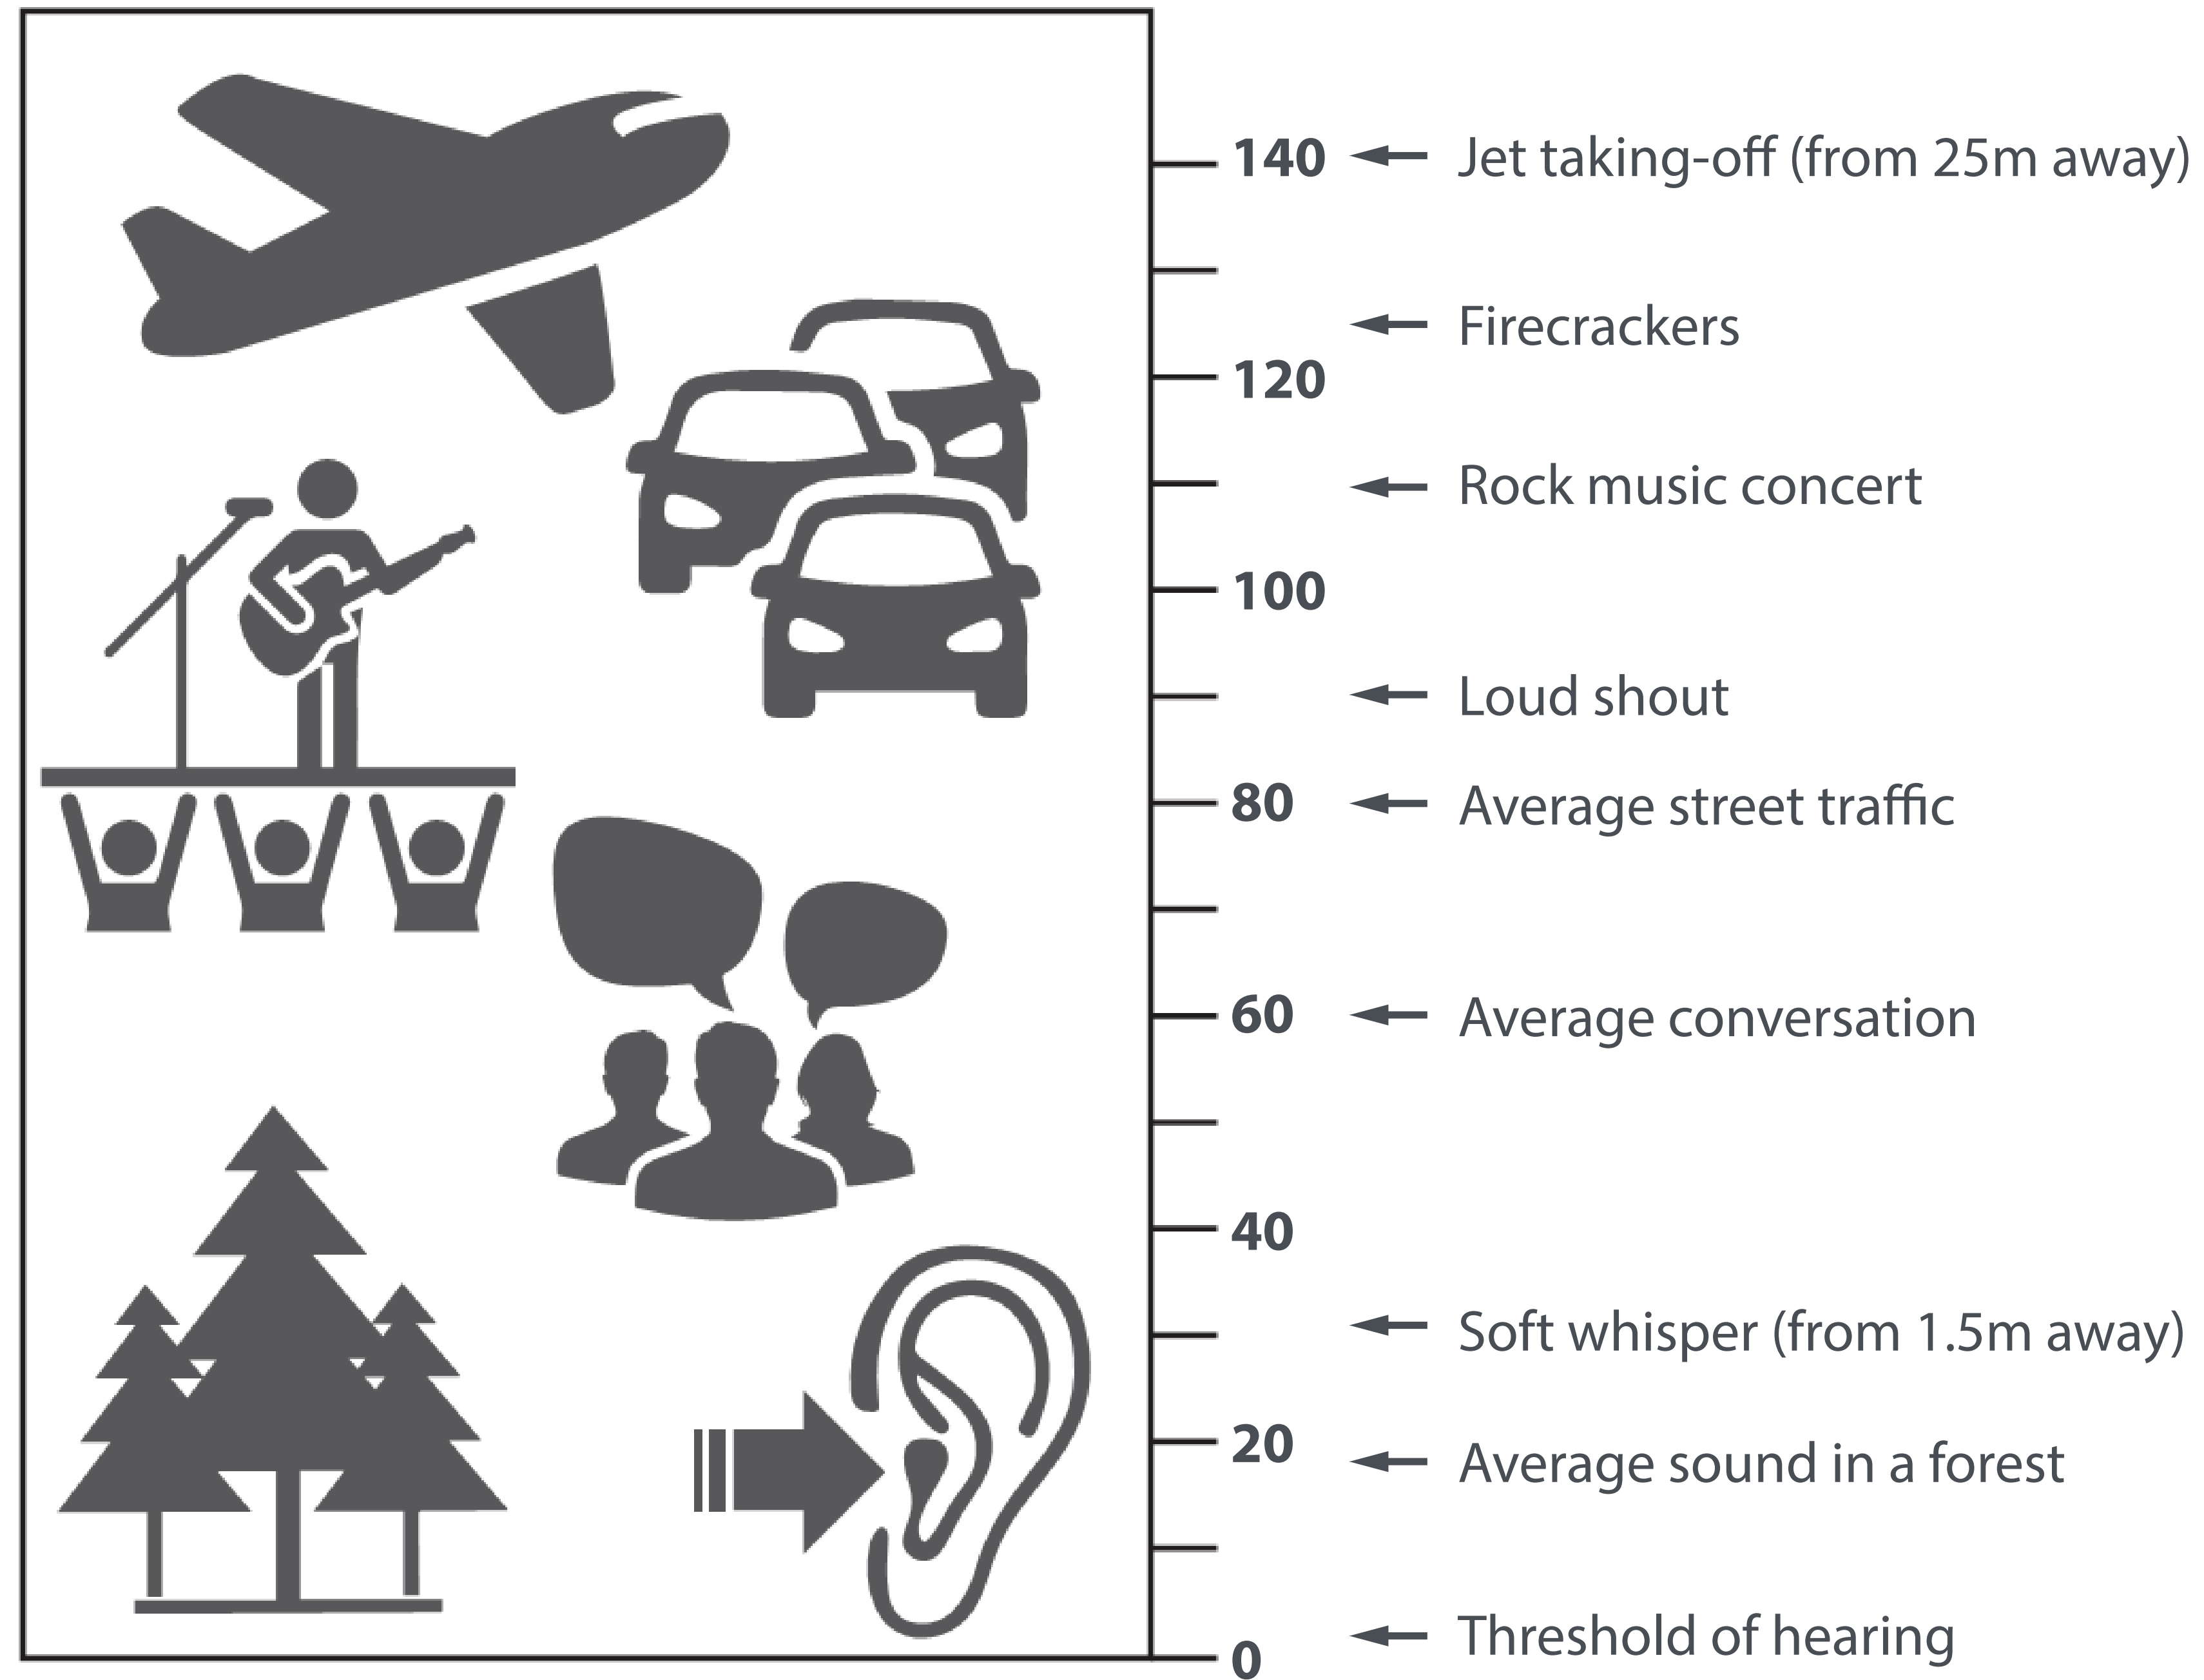 140 Jet taking-off (from 25m away)
Firecrackers
120
Rock music concert
100
Loud shout
80 Average street traffic
60 Average conversation
40
Soft whisper (from 1.5m away)
20
Average sound in a forest
Threshold of hearing
0